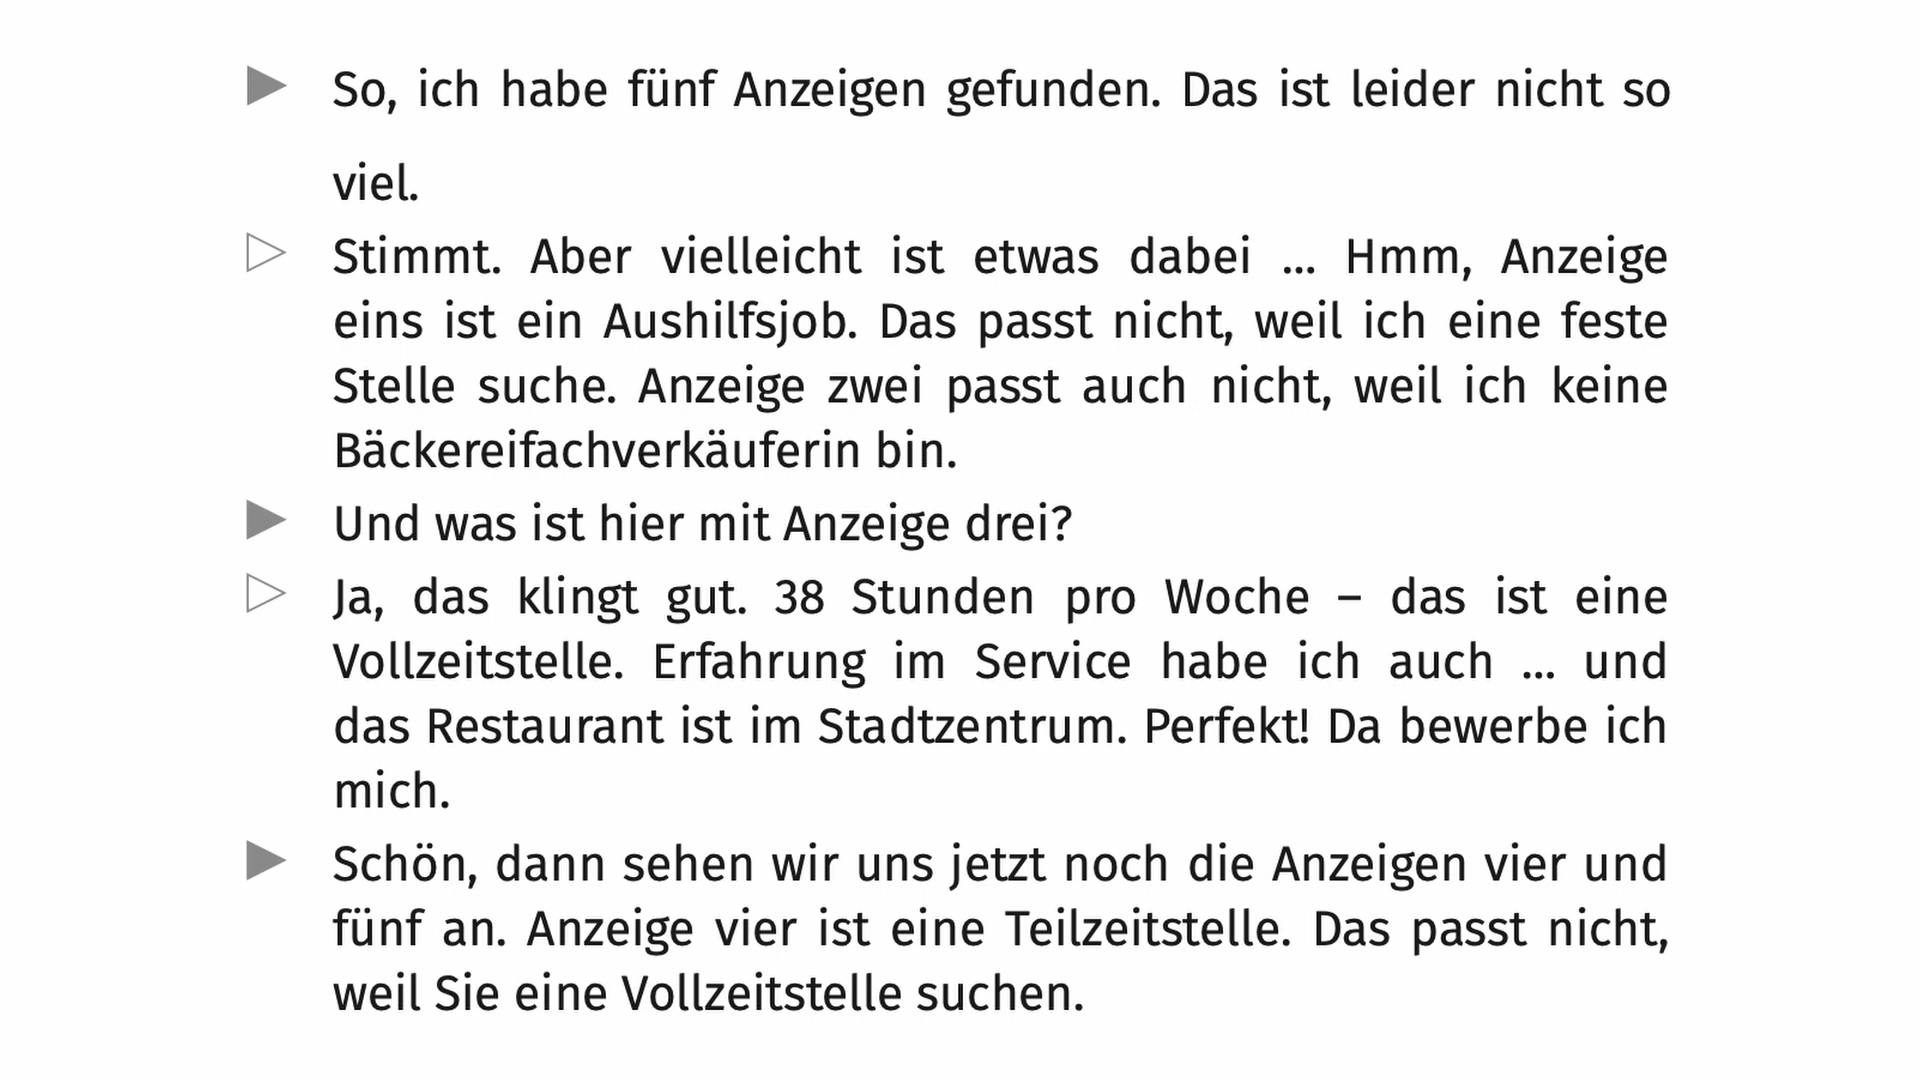 ▶ So, ich habe fünf Anzeigen gefunden. Das ist leider nicht so
viel.
▷ Stimmt. Aber vielleicht ist etwas dabei ... Hmm, Anzeige
eins ist ein Aushilfsjob. Das passt nicht, weil ich eine feste
Stelle suche. Anzeige zwei passt auch nicht, weil ich keine
Bäckereifachverkäuferin bin.
▶ Und was ist hier mit Anzeige drei?
▷ Ja, das klingt gut. 38 Stunden pro Woche – das ist eine
Vollzeitstelle. Erfahrung im Service habe ich auch ... und
das Restaurant ist im Stadtzentrum. Perfekt! Da bewerbe ich
mich.
▶ Schön, dann sehen wir uns jetzt noch die Anzeigen vier und
fünf an. Anzeige vier ist eine Teilzeitstelle. Das passt nicht,
weil Sie eine Vollzeitstelle suchen.